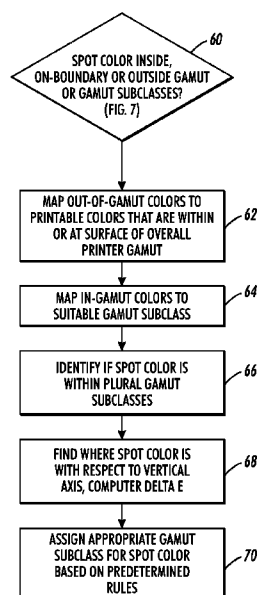 60
SPOT COLOR INSIDE,
ON-BOUNDARY OR OUTSIDE GAMUT
OR GAMUT SUBCLASSES?
(FIG. 7)
MAP OUT-OF-GAMUT COLORS TO
PRINTABLE COLORS THAT ARE WITHIN
OR AT SURFACE OF OVERALL
PRINTER GAMUT
62
MAP IN-GAMUT COLORS TO
SUITABLE GAMUT SUBCLASS
64
IDENTIFY IF SPOT COLOR IS
WITHIN PLURAL GAMUT
SUBCLASSES
66
FIND WHERE SPOT COLOR IS
WITH RESPECT TO VERTICAL
AXIS, COMPUTER DELTA E
68
ASSIGN APPROPRIATE GAMUT
SUBCLASS FOR SPOT COLOR
BASED ON PREDETERMINED
RULES
70